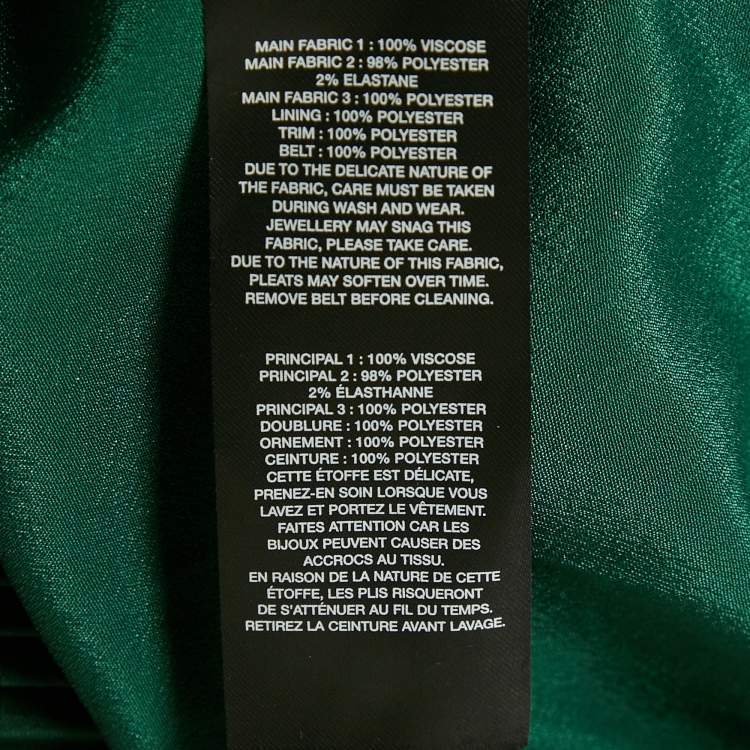 MAIN FABRIC 1 : 100% VISCOSE
MAIN FABRIC 2 : 98% POLYESTER
2% ELASTANE
MAIN FABRIC 3 : 100% POLYESTER
LINING : 100% POLYESTER
TRIM : 100% POLYESTER
BELT : 100% POLYESTER
DUE TO THE DELICATE NATURE OF
THE FABRIC, CARE MUST BE TAKEN
DURING WASH AND WEAR.
JEWELLERY MAY SNAG THIS
FABRIC, PLEASE TAKE CARE.
DUE TO THE NATURE OF THIS FABRIC,
PLEATS MAY SOFTEN OVER TIME.
REMOVE BELT BEFORE CLEANING.
PRINCIPAL 1 : 100% VISCOSE
PRINCIPAL 2 : 98% POLYESTER
2% ÉLASTHANNE
PRINCIPAL 3 : 100% POLYESTER
DOUBLURE : 100% POLYESTER
ORNEMENT : 100% POLYESTER
CEINTURE : 100% POLYESTER
CETTE ÉTOFFE EST DÉLICATE,
PRENEZ-EN SOIN LORSQUE VOUS
LAVEZ ET PORTEZ LE VÊTEMENT.
FAITES ATTENTION CAR LES
BIJOUX PEUVENT CAUSER DES
ACCROCS AU TISSU.
EN RAISON DE LA NATURE DE CETTE
ÉTOFFE, LES PLIS RISQUERONT
DE S'ATTÉNUER AU FIL DU TEMPS.
RETIREZ LA CEINTURE AVANT LAVAGE.